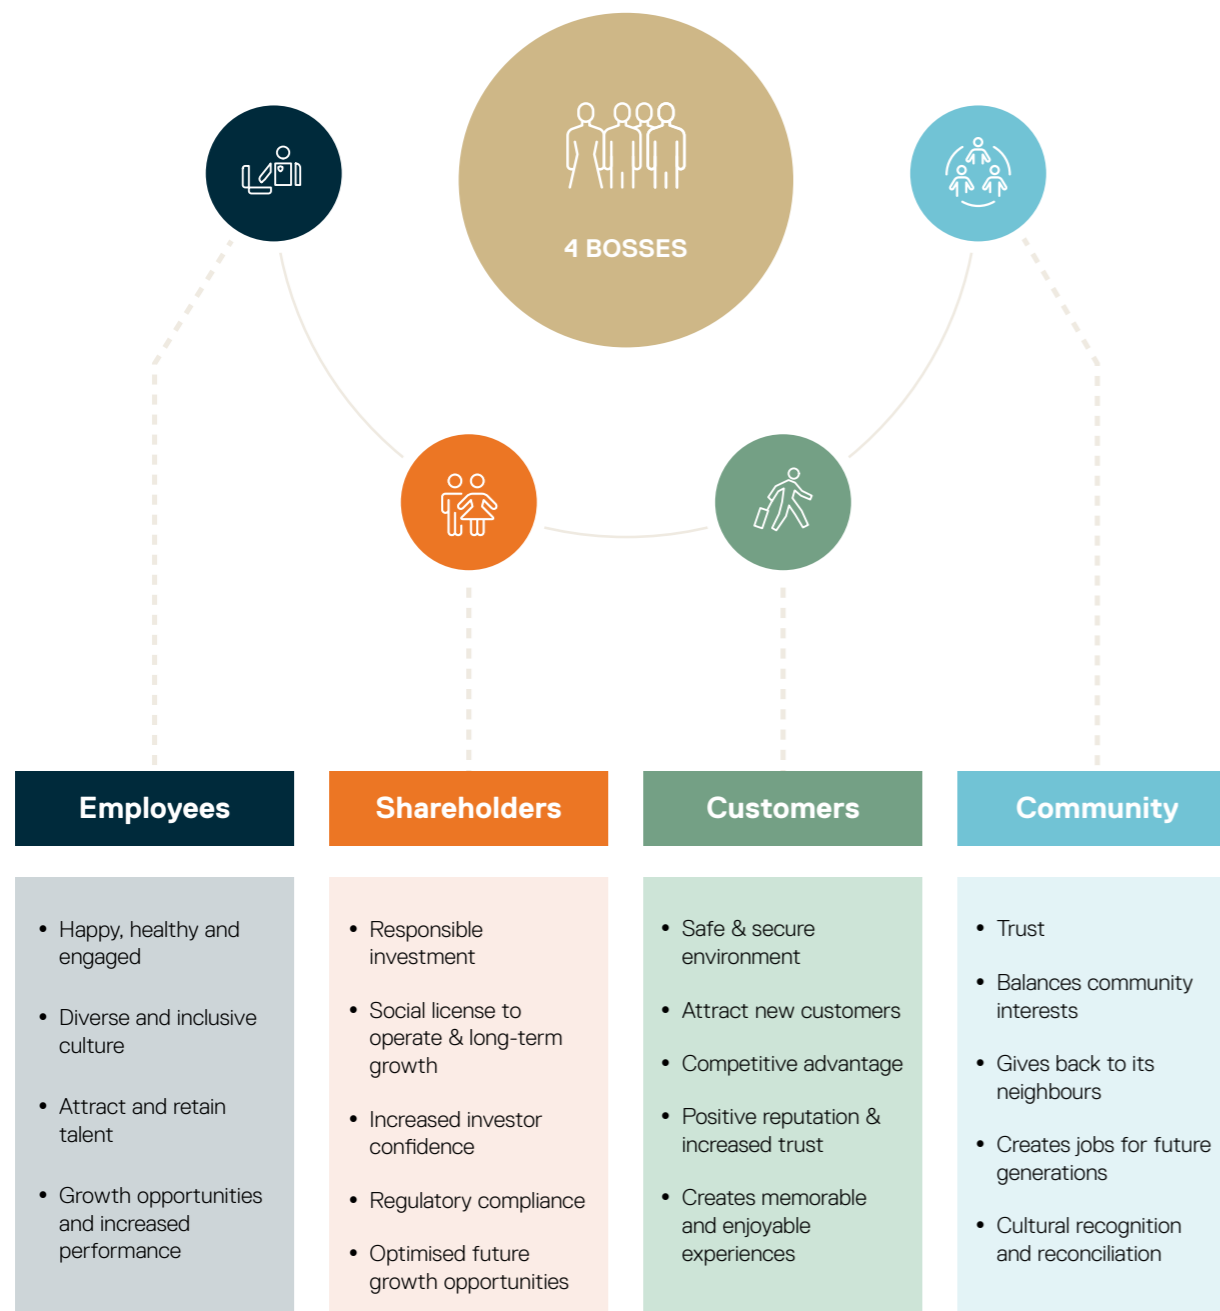 4 BOSSES
Employees
• Happy, healthy and
engaged
• Diverse and inclusive
culture
• Attract and retain
talent
• Growth opportunities
and increased
performance
Shareholders
• Responsible
investment
• Social license to
operate & long-term
growth
• Increased investor
confidence
• Regulatory compliance
• Optimised future
growth opportunities
Customers
• Safe & secure
environment
• Attract new customers
• Competitive advantage
• Positive reputation &
increased trust
• Creates memorable
and enjoyable
experiences
Community
• Trust
• Balances community
interests
• Gives back to its
neighbours
• Creates jobs for future
generations
• Cultural recognition
and reconciliation